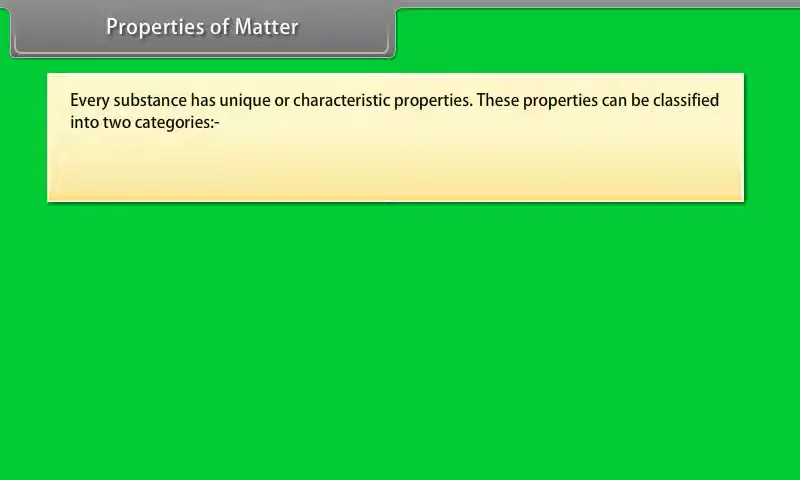 Properties of Matter
Every substance has unique or characteristic properties. These properties can be classified
into two categories:-